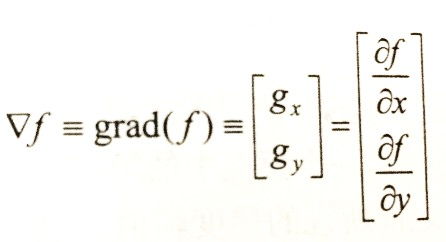 ∇f ≡ grad(f) ≡ [g_x; g_y] = [∂f/∂x; ∂f/∂y]